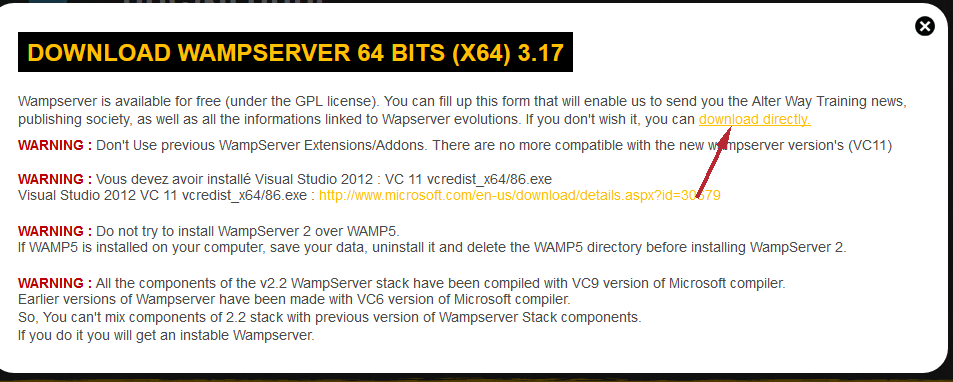 DOWNLOAD WAMPSERVER 64 BITS (X64) 3.17
Wampserver is available for free (under the GPL license). You can fill up this form that will enable us to send you the Alter Way Training news,
publishing society, as well as all the informations linked to Wapserver evolutions. If you don't wish it, you can download directly.
WARNING : Don't Use previous WampServer Extensions/Addons. There are no more compatible with the new wampserver version's (VC11)
WARNING : Vous devez avoir installé Visual Studio 2012 : VC 11 vcredist_x64/86.exe
Visual Studio 2012 VC 11 vcredist_x64/86.exe : http://www.microsoft.com/en-us/download/details.aspx?id=30679
WARNING : Do not try to install WampServer 2 over WAMP5.
If WAMP5 is installed on your computer, save your data, uninstall it and delete the WAMP5 directory before installing WampServer 2.
WARNING : All the components of the v2.2 WampServer stack have been compiled with VC9 version of Microsoft compiler.
Earlier versions of Wampserver have been made with VC6 version of Microsoft compiler.
So, You can't mix components of 2.2 stack with previous version of Wampserver Stack components.
If you do it you will get an instable Wampserver.